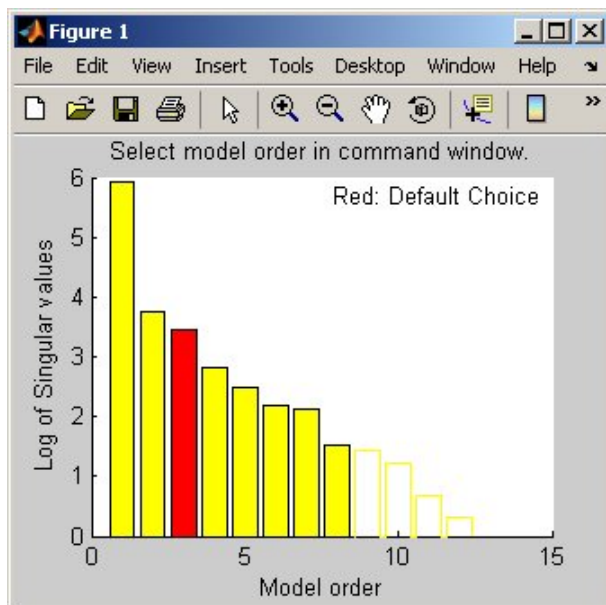 Figure 1
File Edit View Insert Tools Desktop Window Help
Select model order in command window.
Red: Default Choice
6
5
4
3
2
1
0
Log of Singular values
0 5 10 15
Model order